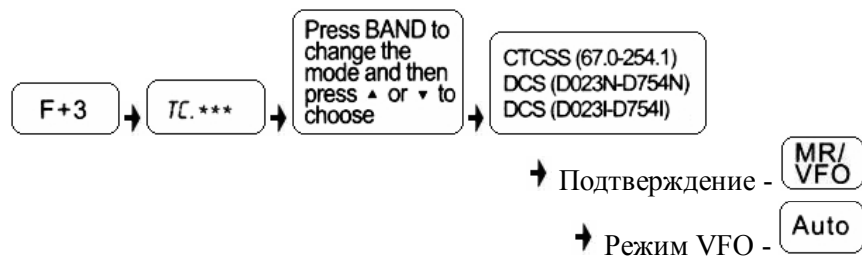 F+3
TC.***
Press BAND to
change the
mode and then
press ▲ or ▼ to
choose
CTCSS (67.0-254.1)
DCS (D023N-D754N)
DCS (D023I-D754I)
Подтверждение - MR/
VFO
Режим VFO - Auto